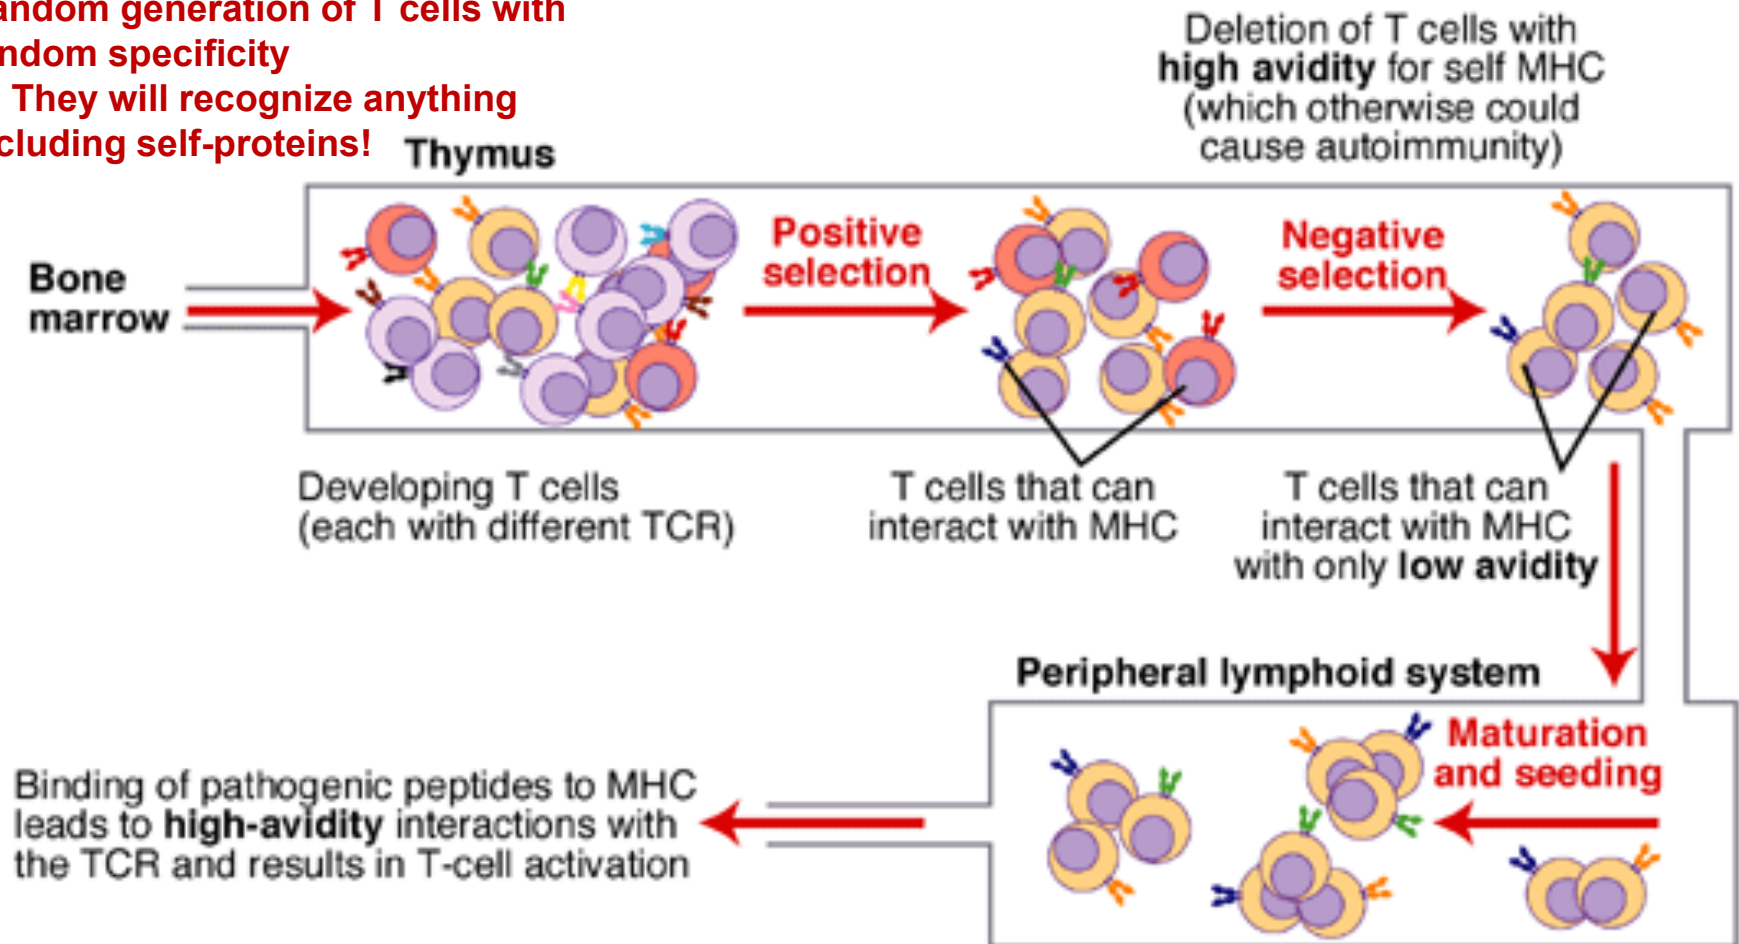 andom generation of T cells with
ndom specificity
They will recognize anything
cluding self-proteins!
Thymus
Deletion of T cells with
high avidity for self MHC
(which otherwise could
cause autoimmunity)
Bone
marrow
Positive
selection
Negative
selection
Developing T cells
(each with different TCR)
T cells that can
interact with MHC
T cells that can
interact with MHC
with only low avidity
Peripheral lymphoid system
Maturation
and seeding
Binding of pathogenic peptides to MHC
leads to high-avidity interactions with
the TCR and results in T-cell activation